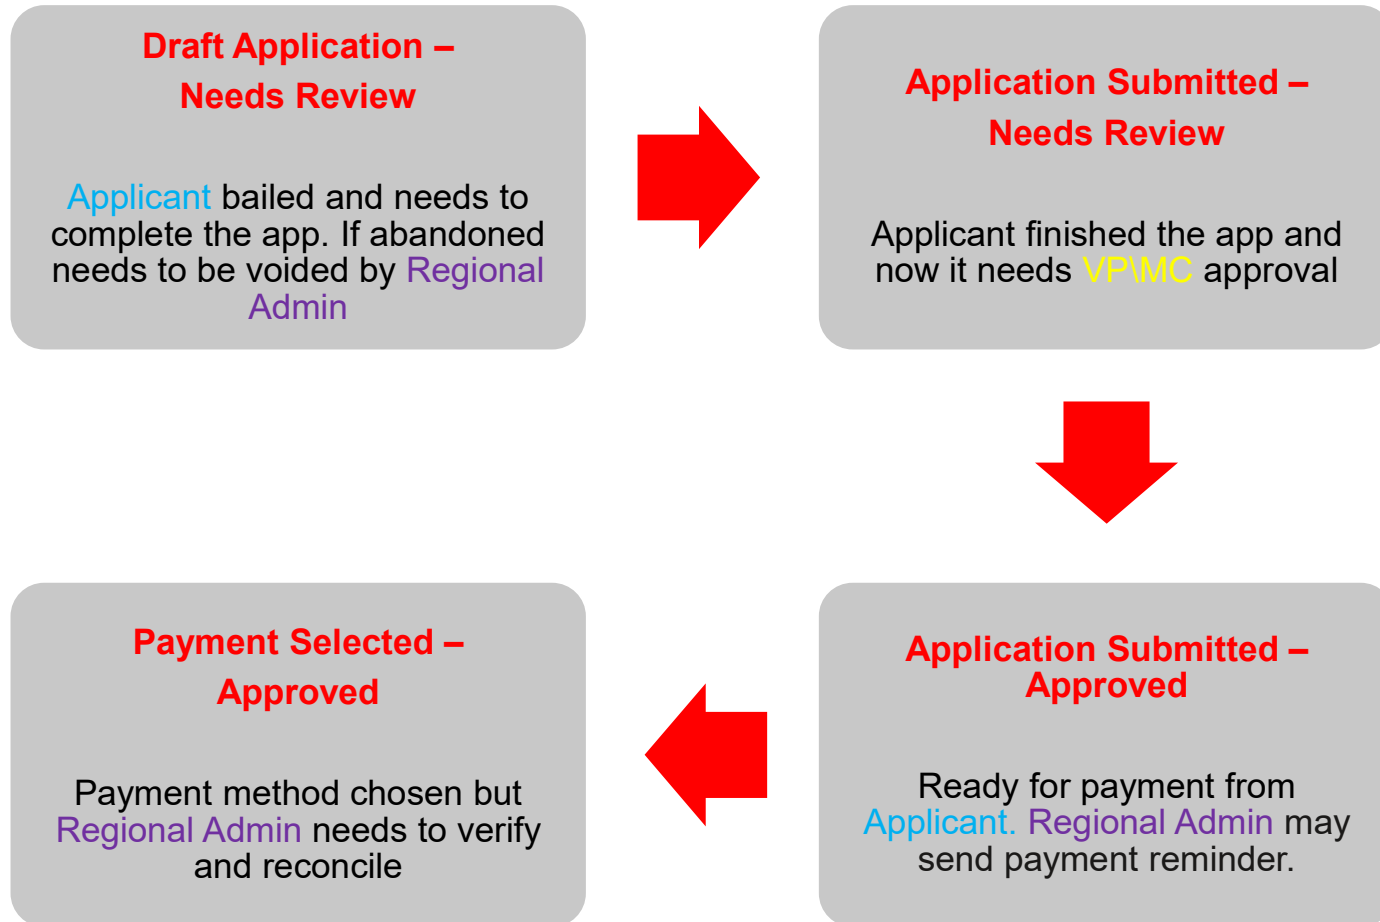 Draft Application –
Needs Review
Applicant bailed and needs to
complete the app. If abandoned
needs to be voided by Regional
Admin
Application Submitted –
Needs Review
Applicant finished the app and
now it needs VP\MC approval
Application Submitted –
Approved
Ready for payment from
Applicant. Regional Admin may
send payment reminder.
Payment Selected –
Approved
Payment method chosen but
Regional Admin needs to verify
and reconcile